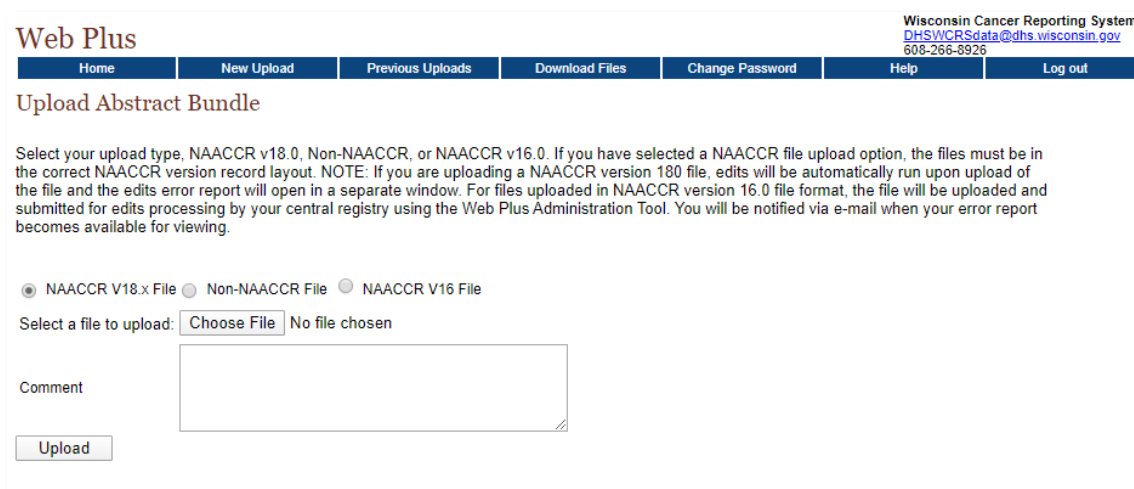 Web Plus
Wisconsin Cancer Reporting System
DHSWCRSdata@dhs.wisconsin.gov
608-266-8926
Home New Upload Previous Uploads Download Files Change Password Help Log out
Upload Abstract Bundle
Select your upload type, NAACCR v18.0, Non-NAACCR, or NAACCR v16.0. If you have selected a NAACCR file upload option, the files must be in
the correct NAACCR version record layout. NOTE: If you are uploading a NAACCR version 180 file, edits will be automatically run upon upload of
the file and the edits error report will open in a separate window. For files uploaded in NAACCR version 16.0 file format, the file will be uploaded and
submitted for edits processing by your central registry using the Web Plus Administration Tool. You will be notified via e-mail when your error report
becomes available for viewing.
NAACCR V18.x File Non-NAACCR File NAACCR V16 File
Select a file to upload: Choose File No file chosen
Comment
Upload